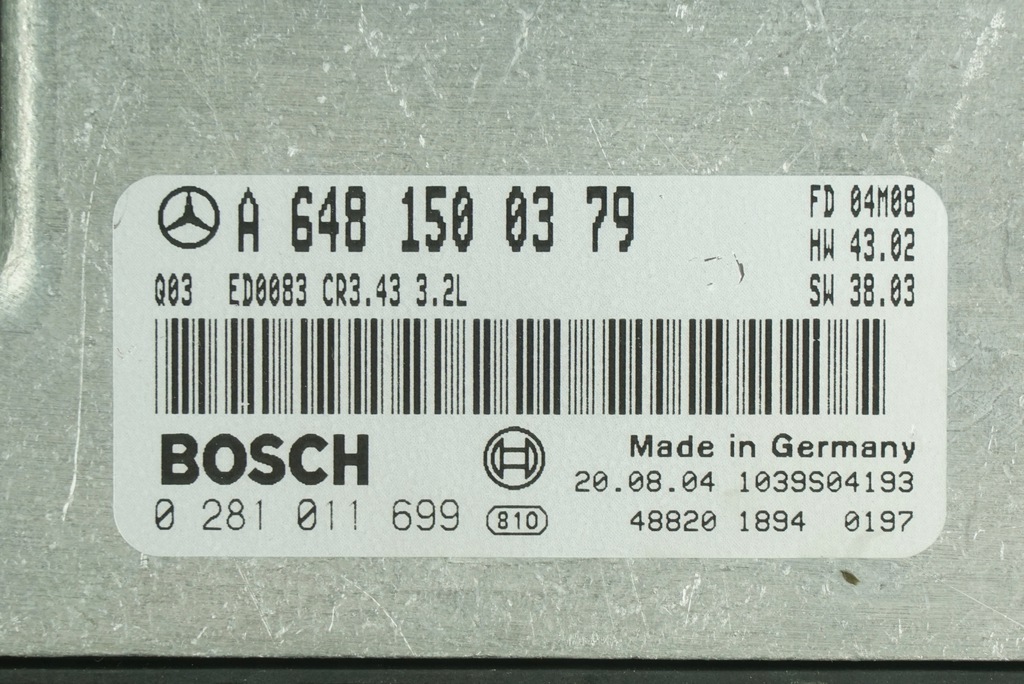 A 648 150 03 79
FD 04M08
HW 43.02
Q03 ED0083 CR3.43 3.2L
SW 38.03
BOSCH
Made in Germany
20.08.04 1039S04193
0 281 011 699
810
48820 1894 0197